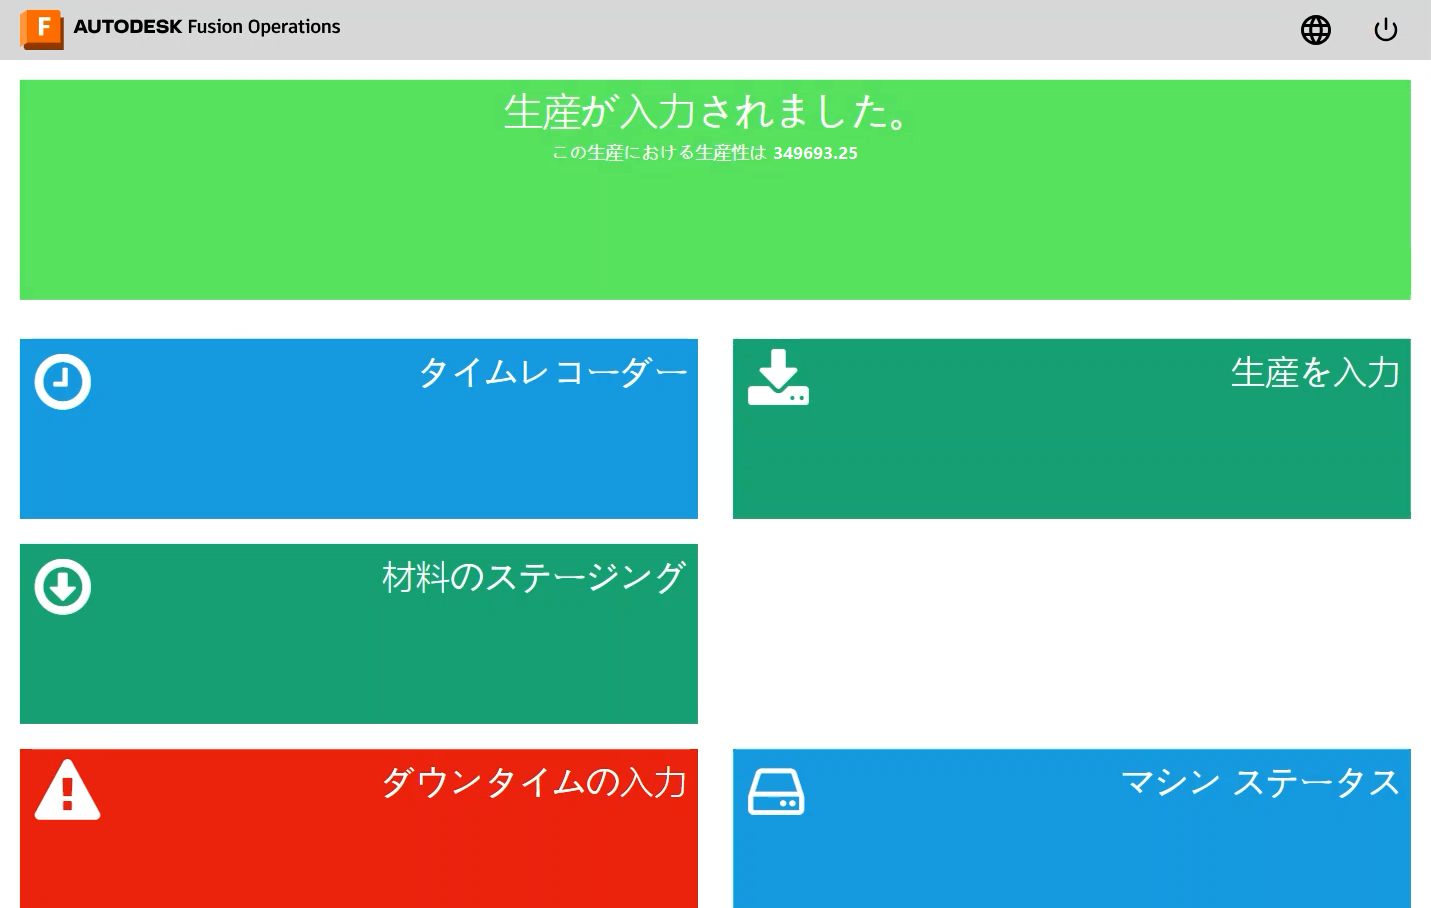 F AUTODESK Fusion Operations
生産が入力されました。
この生産における生産性は 349693.25
タイムレコーダー
生産を入力
材料のステージング
ダウンタイムの入力
マシン ステータス